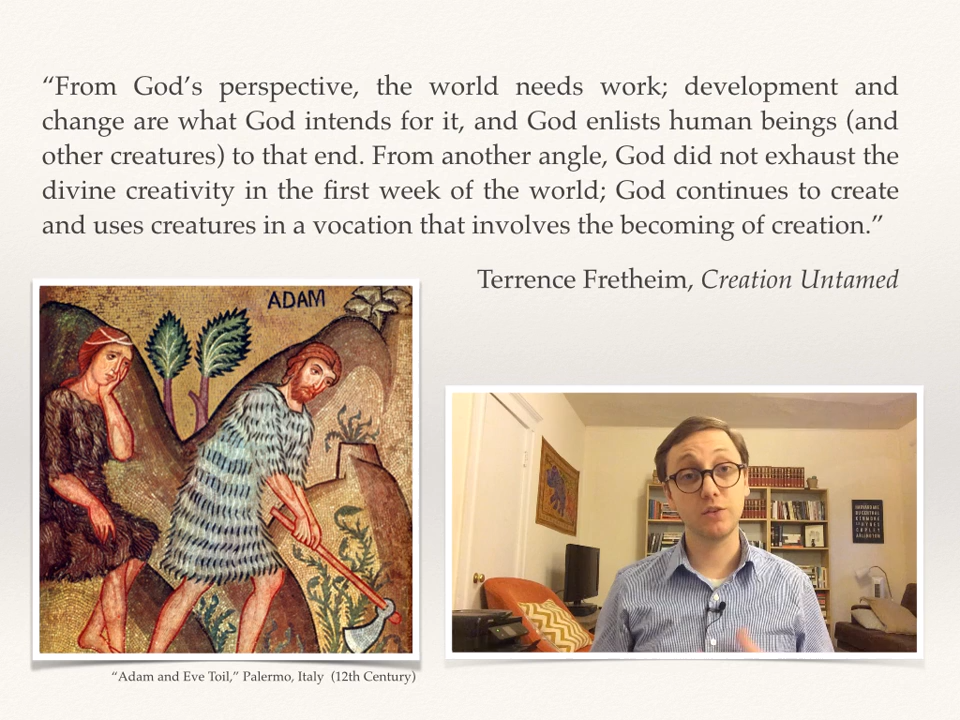 “From God’s perspective, the world needs work; development and
change are what God intends for it, and God enlists human beings (and
other creatures) to that end. From another angle, God did not exhaust the
divine creativity in the first week of the world; God continues to create
and uses creatures in a vocation that involves the becoming of creation.”
Terrence Fretheim, Creation Untamed
ADAM
“Adam and Eve Toil,” Palermo, Italy (12th Century)